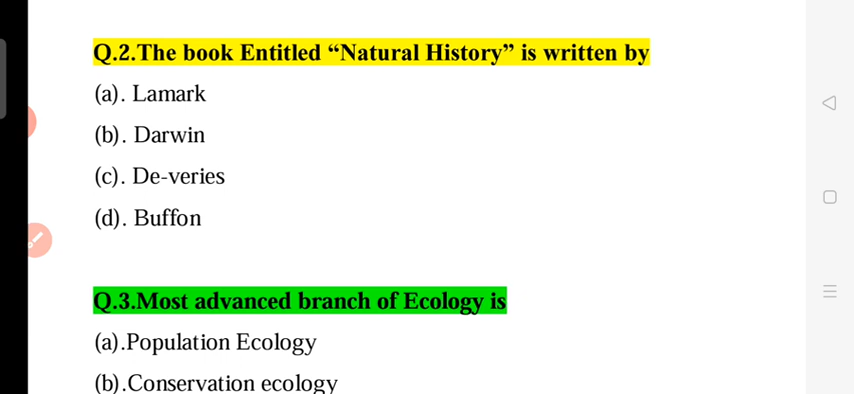 Q.2.The book Entitled “Natural History” is written by
(a). Lamark
(b). Darwin
(c). De-veries
(d). Buffon
Q.3.Most advanced branch of Ecology is
(a).Population Ecology
(b).Conservation ecology